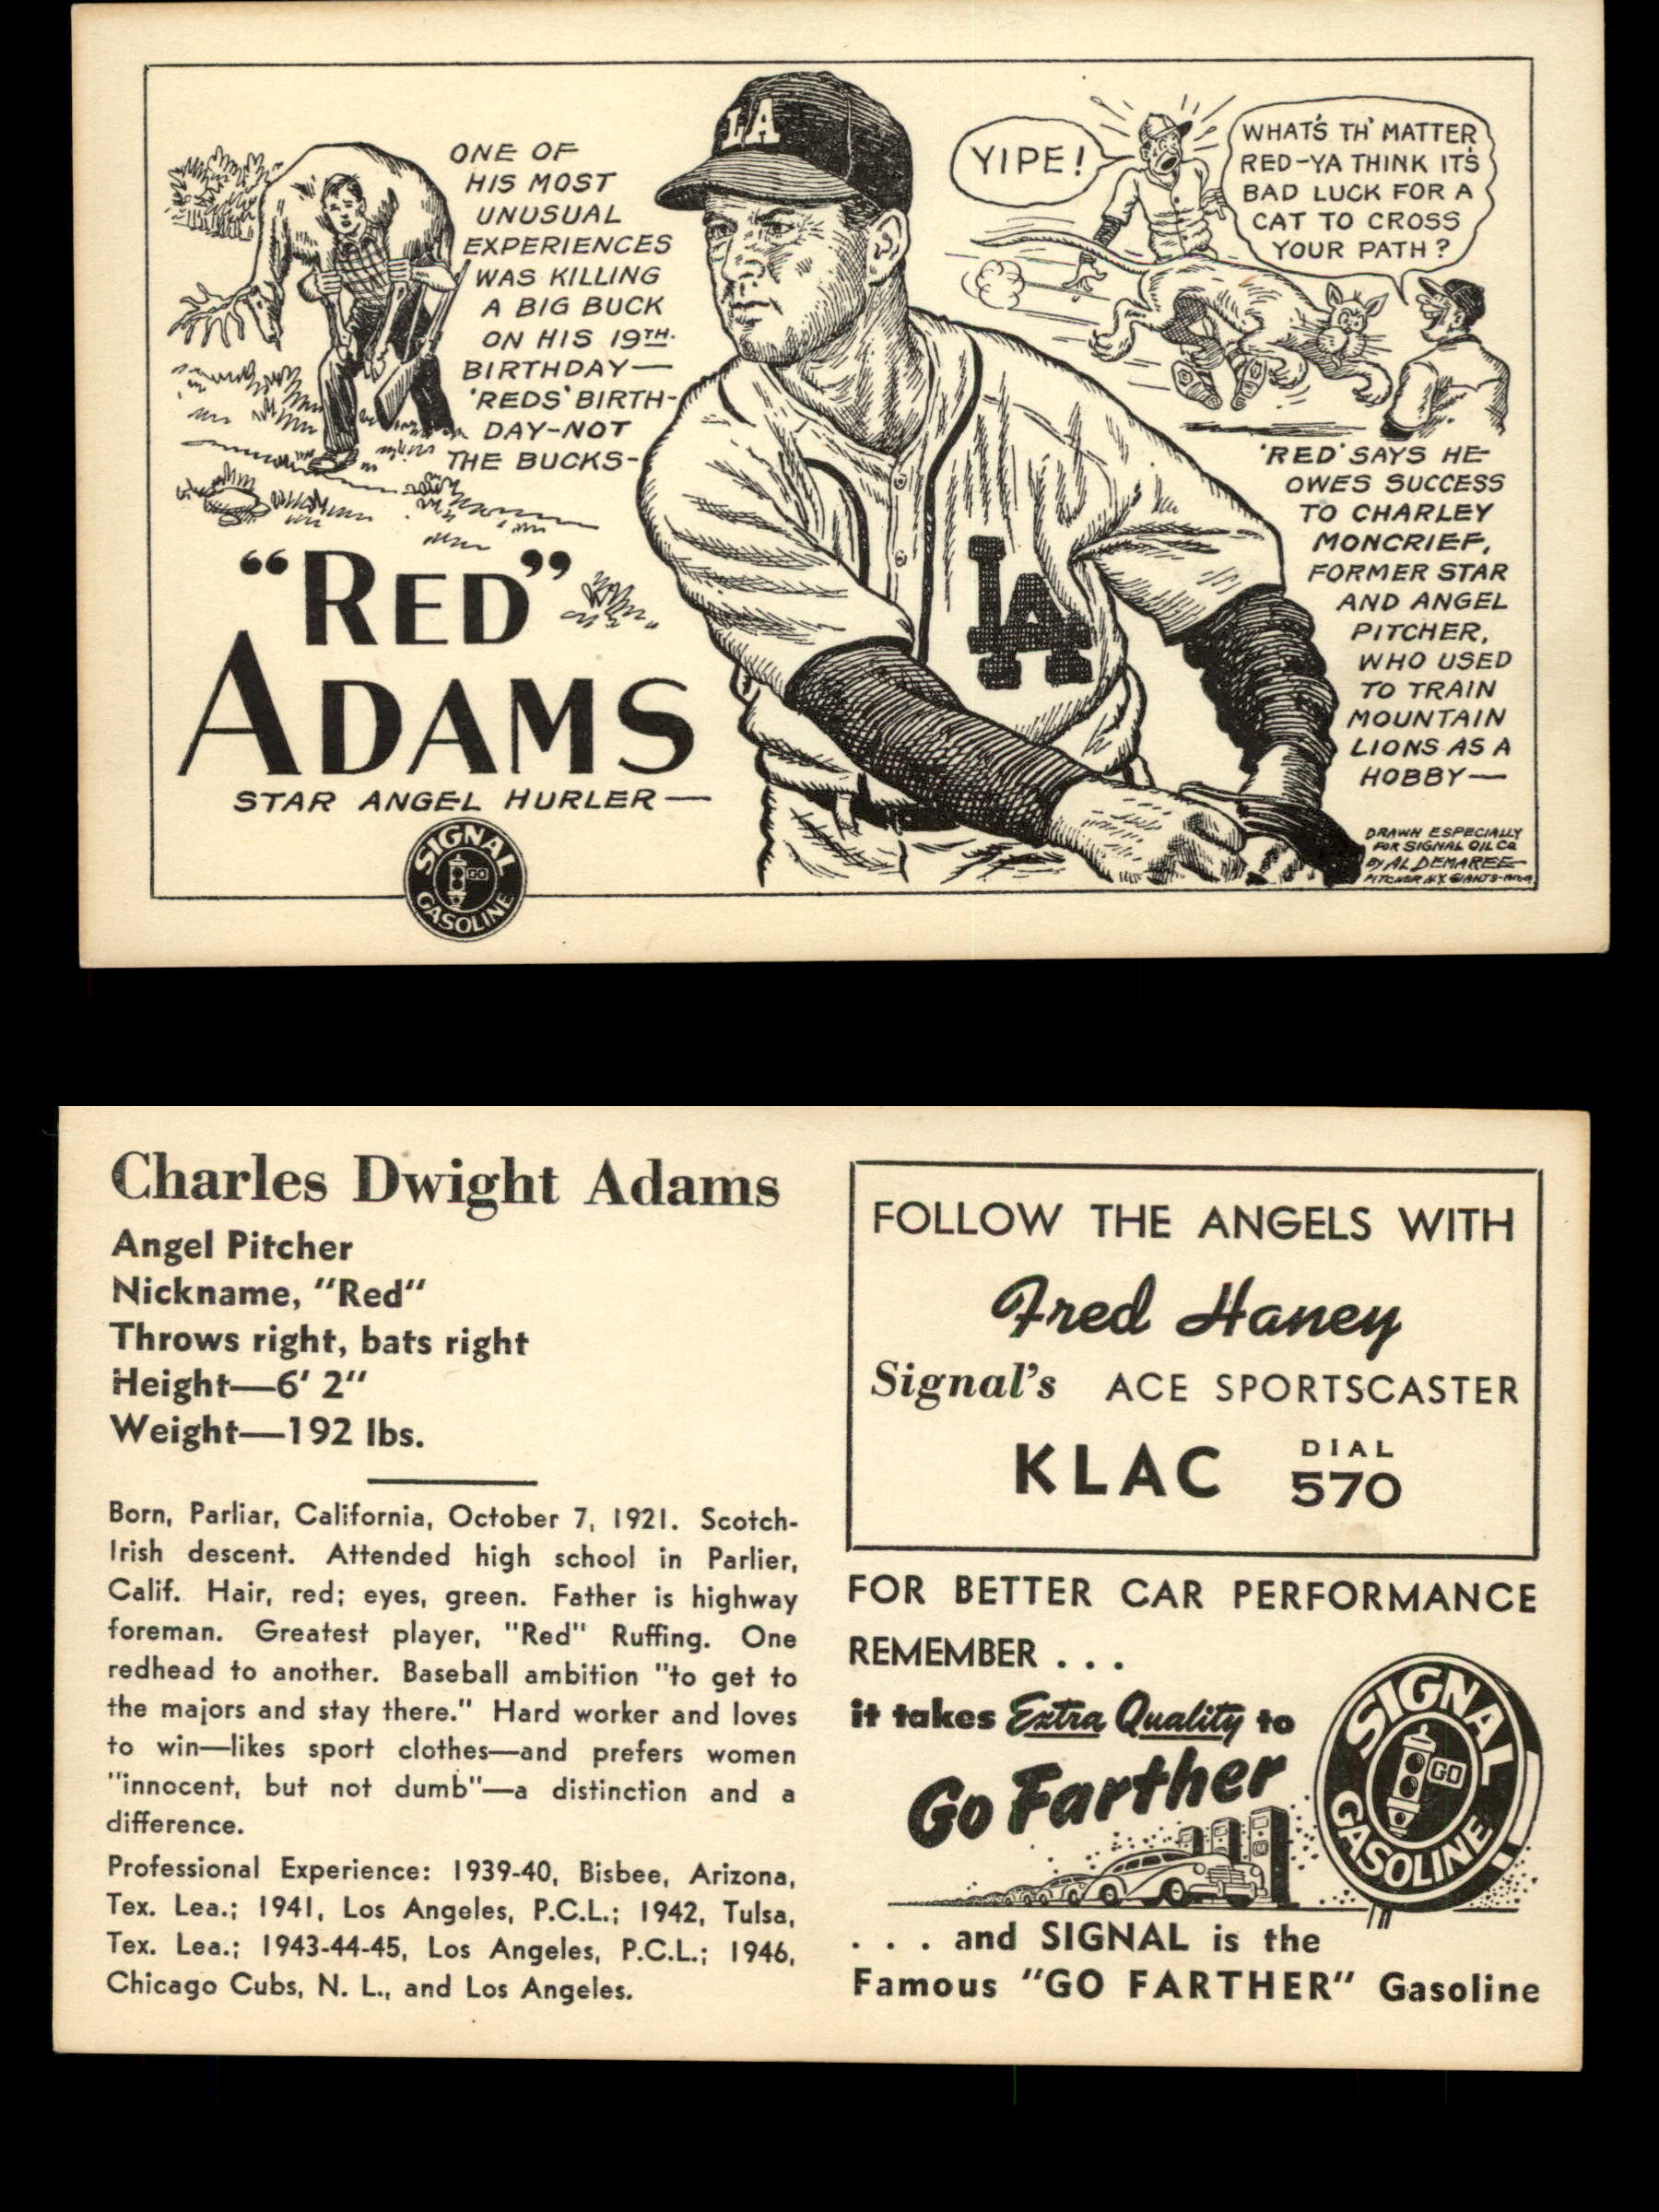 ONE OF
HIS MOST
UNUSUAL
EXPERIENCES
WAS KILLING
A BIG BUCK
ON HIS 19TH.
BIRTHDAY—
'REDS' BIRTH-
DAY-NOT
THE BUCKS-
"RED"
ADAMS
STAR ANGEL HURLER—
SIGNAL
GO
GASOLINE
LA
LA
YIPE!
WHAT'S TH' MATTER
RED-YA THINK IT'S
BAD LUCK FOR A
CAT TO CROSS
YOUR PATH?
'RED' SAYS HE
OWES SUCCESS
TO CHARLEY
MONCRIEF,
FORMER STAR
AND ANGEL
PITCHER,
WHO USED
TO TRAIN
MOUNTAIN
LIONS AS A
HOBBY—
DRAWN ESPECIALLY
FOR SIGNAL OIL CO
BY AL DEMAREE
PITCHER N.Y. GIANTS
Charles Dwight Adams
Angel Pitcher
Nickname, "Red"
Throws right, bats right
Height—6' 2"
Weight—192 lbs.
Born, Parliar, California, October 7, 1921. Scotch-
Irish descent. Attended high school in Parlier,
Calif. Hair, red; eyes, green. Father is highway
foreman. Greatest player, "Red" Ruffing. One
redhead to another. Baseball ambition "to get to
the majors and stay there." Hard worker and loves
to win—likes sport clothes—and prefers women
"innocent, but not dumb"—a distinction and a
difference.
Professional Experience: 1939-40, Bisbee, Arizona,
Tex. Lea.; 1941, Los Angeles, P.C.L.; 1942, Tulsa,
Tex. Lea.; 1943-44-45, Los Angeles, P.C.L.; 1946,
Chicago Cubs, N. L., and Los Angeles.
FOLLOW THE ANGELS WITH
Fred Haney
Signal's ACE SPORTSCASTER
KLAC DIAL 570
FOR BETTER CAR PERFORMANCE
REMEMBER . . .
it takes Extra Quality to
Go Farther
SIGNAL
GO
GASOLINE
. . . and SIGNAL is the
Famous "GO FARTHER" Gasoline